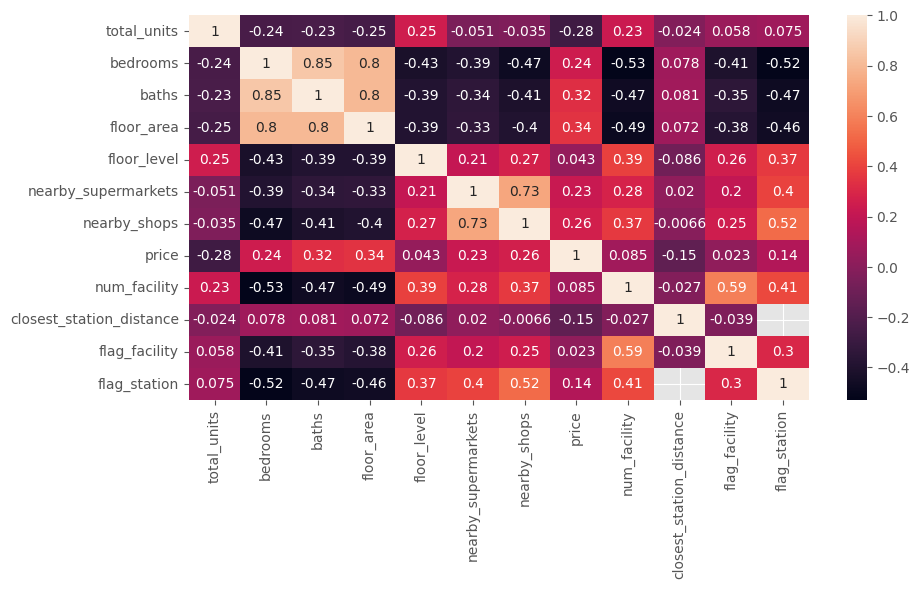 total_units 1 -0.24 -0.23 -0.25 0.25 -0.051 -0.035 -0.28 0.23 -0.024 0.058 0.075
bedrooms -0.24 1 0.85 0.8 -0.43 -0.39 -0.47 0.24 -0.53 0.078 -0.41 -0.52
baths -0.23 0.85 1 0.8 -0.39 -0.34 -0.41 0.32 -0.47 0.081 -0.35 -0.47
floor_area -0.25 0.8 0.8 1 -0.39 -0.33 -0.4 0.34 -0.49 0.072 -0.38 -0.46
floor_level 0.25 -0.43 -0.39 -0.39 1 0.21 0.27 0.043 0.39 -0.086 0.26 0.37
nearby_supermarkets -0.051 -0.39 -0.34 -0.33 0.21 1 0.73 0.23 0.28 0.02 0.2 0.4
nearby_shops -0.035 -0.47 -0.41 -0.4 0.27 0.73 1 0.26 0.37 -0.0066 0.25 0.52
price -0.28 0.24 0.32 0.34 0.043 0.23 0.26 1 0.085 -0.15 0.023 0.14
num_facility 0.23 -0.53 -0.47 -0.49 0.39 0.28 0.37 0.085 1 -0.027 0.59 0.41
closest_station_distance -0.024 0.078 0.081 0.072 -0.086 0.02 -0.0066 -0.15 -0.027 1 -0.039
flag_facility 0.058 -0.41 -0.35 -0.38 0.26 0.2 0.25 0.023 0.59 -0.039 1 0.3
flag_station 0.075 -0.52 -0.47 -0.46 0.37 0.4 0.52 0.14 0.41 0.3 1
total_units
bedrooms
baths
floor_area
floor_level
nearby_supermarkets
nearby_shops
price
num_facility
closest_station_distance
flag_facility
flag_station
1.0
0.8
0.6
0.4
0.2
0.0
−0.2
−0.4